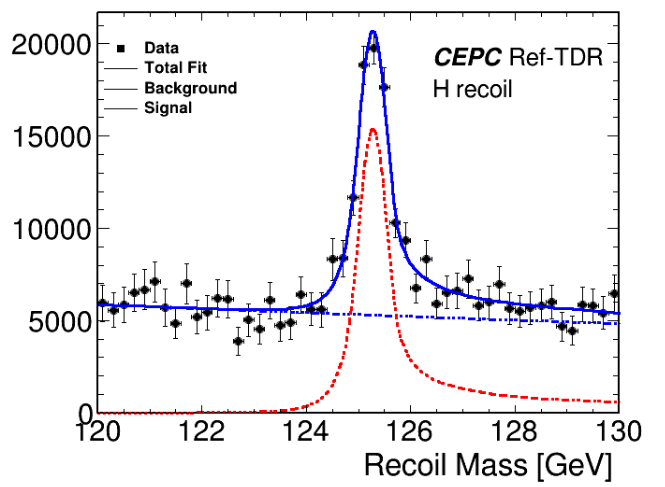 20000
15000
10000
5000
0
Data
Total Fit
Background
Signal
CEPC Ref-TDR
H recoil
120 122 124 126 128 130
Recoil Mass [GeV]